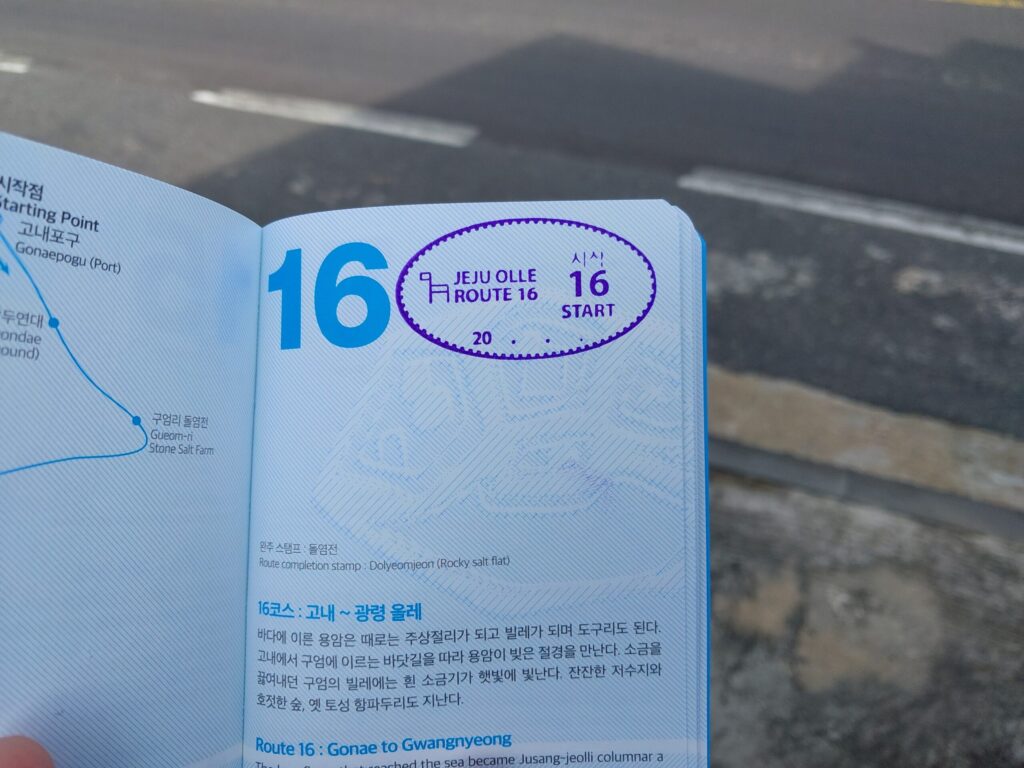 시작점
Starting Point
고내포구
Gonaepogu (Port)
구엄리 돌염전
Gueom-ri
Stone Salt Farm
16
JEJU OLLE
ROUTE 16
시작
16
START
20 . . .
완주 스탬프 : 돌염전
Route completion stamp : Dolyeomjeon (Rocky salt flat)
16코스 : 고내 ~ 광령 올레
바다에 이른 용암은 때로는 주상절리가 되고 빌레가 되며 도구리도 된다.
고내에서 구엄에 이르는 바닷길을 따라 용암이 빚은 절경을 만난다. 소금을
끓여내던 구엄의 빌레에는 흰 소금기가 햇빛에 빛난다. 잔잔한 저수지와
호젓한 숲, 옛 토성 항파두리도 지난다.
Route 16 : Gonae to Gwangnyeong
reached the sea became Jusang-jeolli columnar a